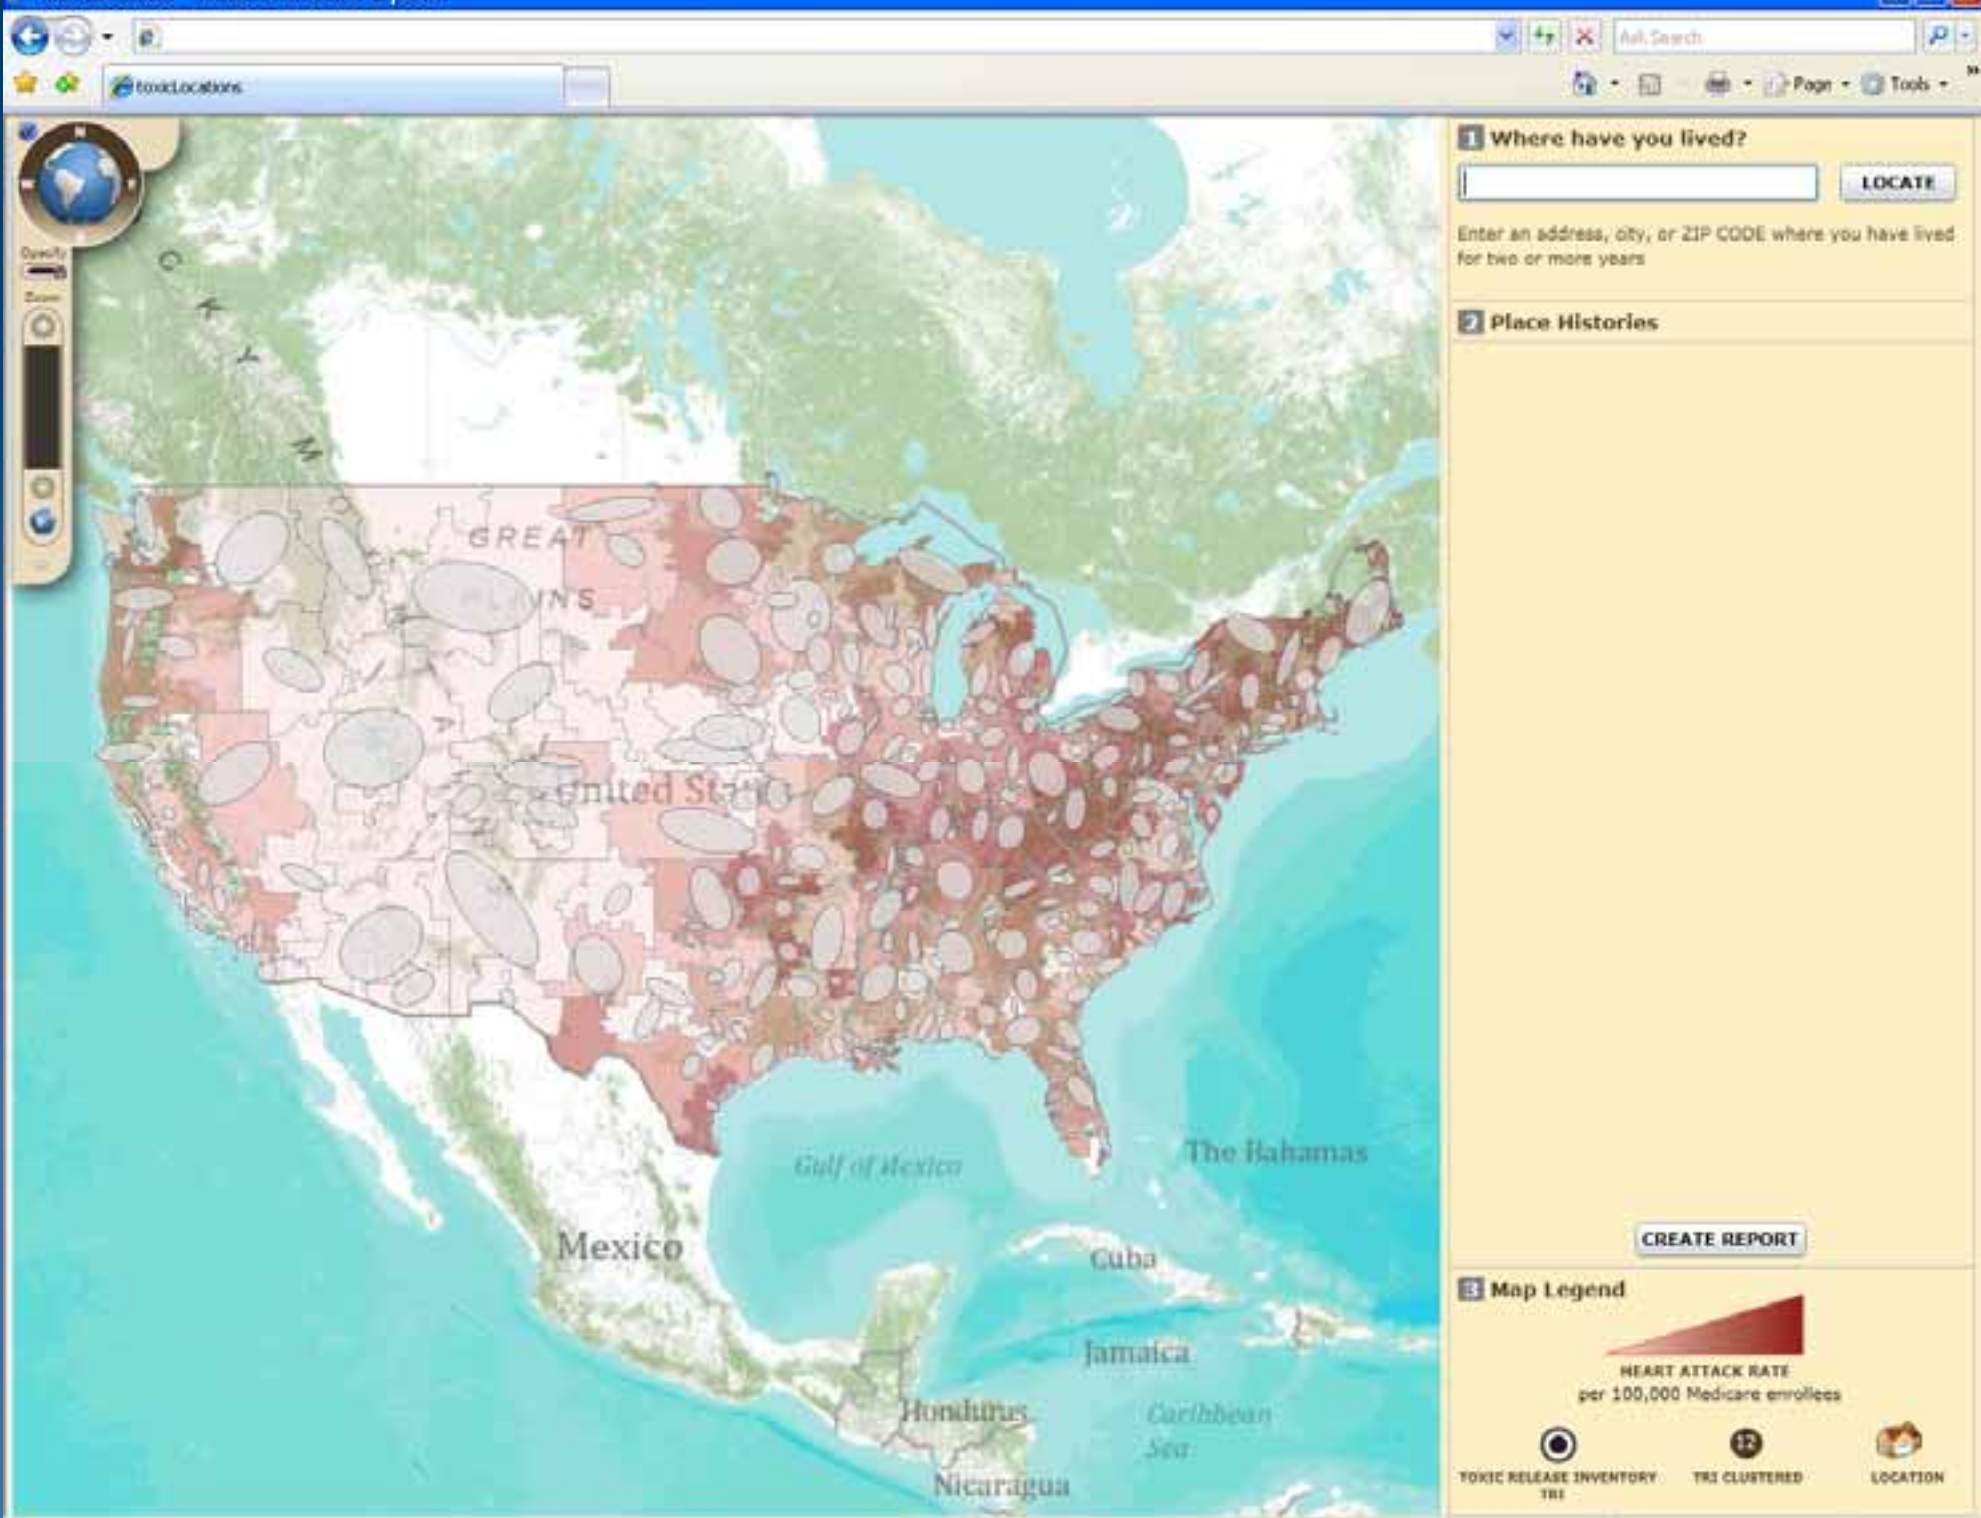 Ask Search
toxicLocations
Page
Tools
N
Opacity
Zoom
1 Where have you lived?
LOCATE
Enter an address, city, or ZIP CODE where you have lived
for two or more years
2 Place Histories
C
K
Y
M
GREAT
PLAINS
United States
Gulf of Mexico
The Bahamas
Mexico
Cuba
Jamaica
Honduras
Caribbean
Sea
Nicaragua
CREATE REPORT
3 Map Legend
HEART ATTACK RATE
per 100,000 Medicare enrollees
12
TOXIC RELEASE INVENTORY
TRI
TRI CLUSTERED
LOCATION